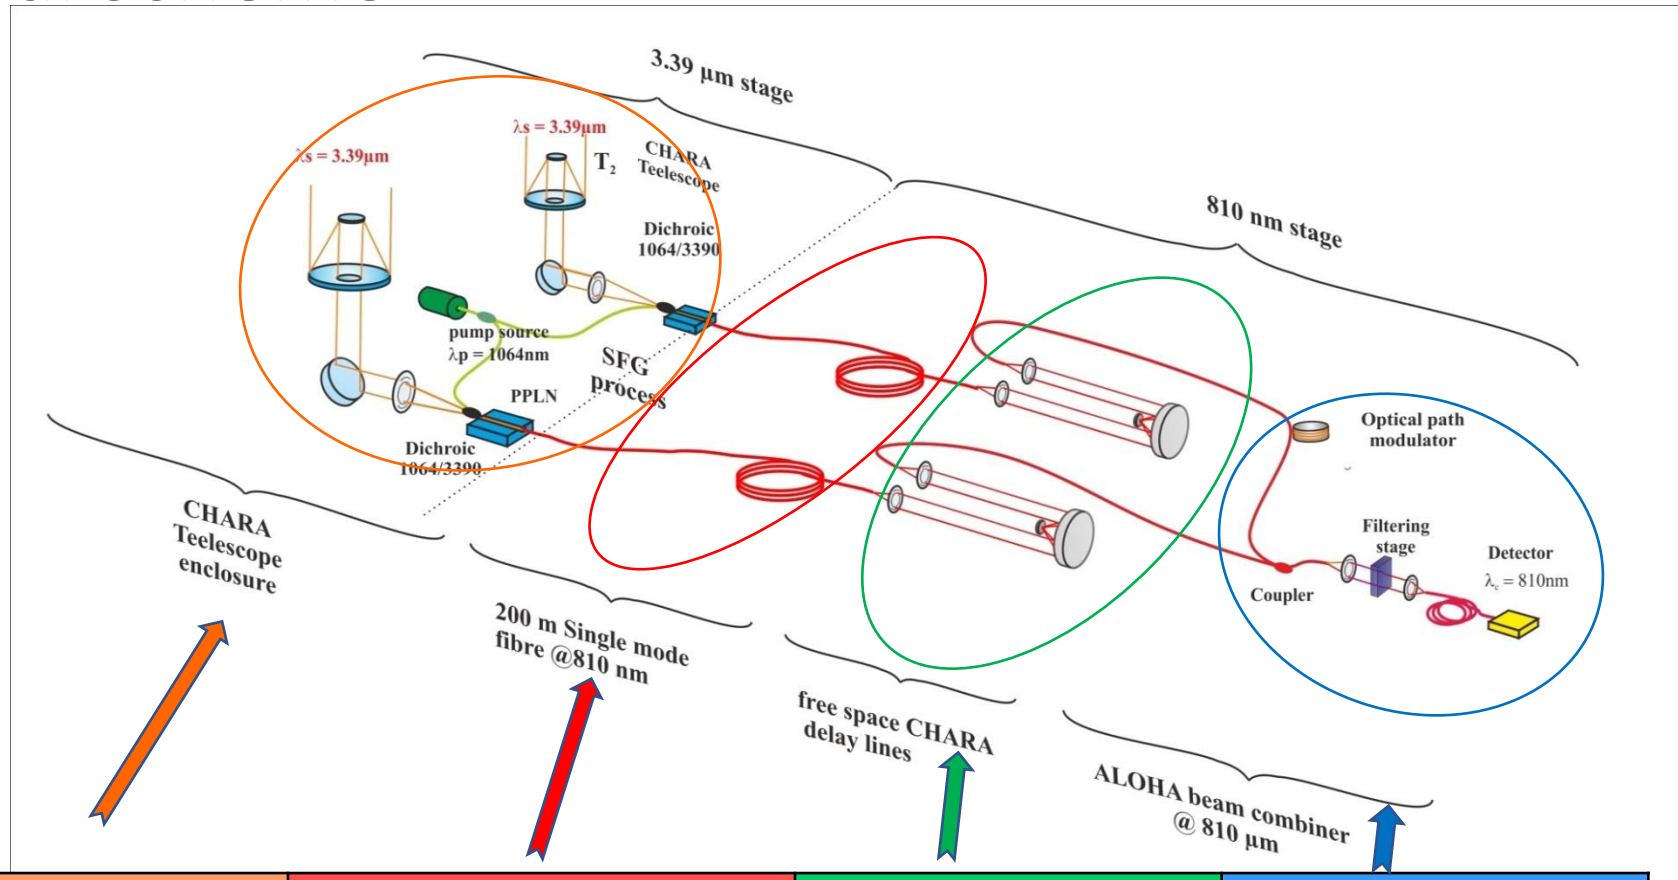 3.39 µm stage
λs = 3.39µm
λs = 3.39µm
T2
CHARA
Teelescope
810 nm stage
Dichroic
1064/3390
pump source
λp = 1064nm
SFG
process
PPLN
Dichroic
1064/3390
Optical path
modulator
Filtering
stage
Detector
λc = 810nm
Coupler
CHARA
Teelescope
enclosure
200 m Single mode
fibre @810 nm
free space CHARA
delay lines
ALOHA beam combiner
@ 810 µm